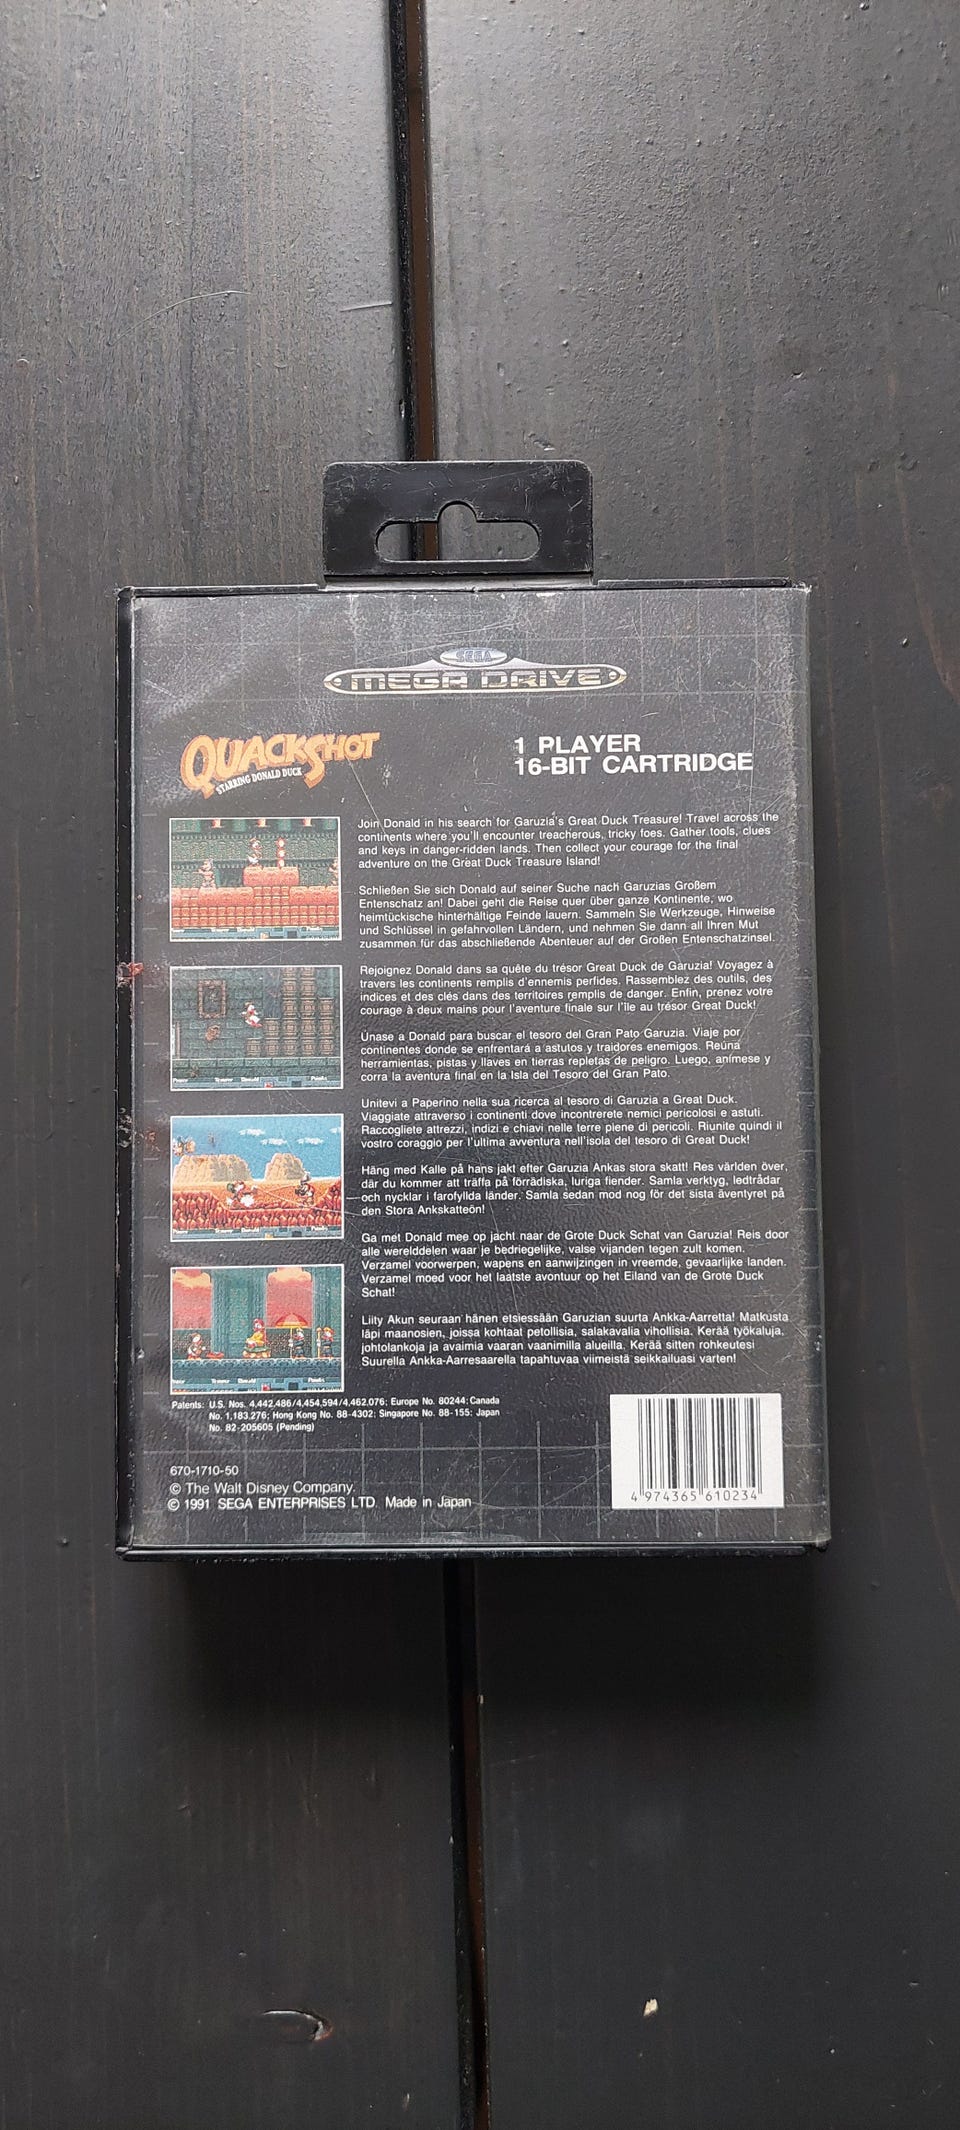 SEGA
MEGA DRIVE
QUACKSHOT
STARRING DONALD DUCK
1 PLAYER
16-BIT CARTRIDGE
Join Donald in his search for Garuzia's Great Duck Treasure! Travel across the
continents where you'll encounter treacherous, tricky foes. Gather tools, clues
and keys in danger-ridden lands. Then collect your courage for the final
adventure on the Great Duck Treasure Island!
Schließen Sie sich Donald auf seiner Suche nach Garuzias Großem
Entenschatz an! Dabei geht die Reise quer über ganze Kontinente, wo
heimtückische hinterhältige Feinde lauern. Sammeln Sie Werkzeuge, Hinweise
und Schlüssel in gefahrvollen Ländern, und nehmen Sie dann all Ihren Mut
zusammen für das abschließende Abenteuer auf der Großen Entenschatzinsel.
Rejoignez Donald dans sa quête du trésor Great Duck de Garuzia! Voyagez à
travers les continents remplis d'ennemis perfides. Rassemblez des outils, des
indices et des clés dans des territoires remplis de danger. Enfin, prenez votre
courage à deux mains pour l'aventure finale sur l'île au trésor Great Duck!
Únase a Donald para buscar el tesoro del Gran Pato Garuzia. Viaje por
continentes donde se enfrentará a astutos y traidores enemigos. Reúna
herramientas, pistas y llaves en tierras repletas de peligro. Luego, anímese y
corra la aventura final en la Isla del Tesoro del Gran Pato.
Unitevi a Paperino nella sua ricerca al tesoro di Garuzia a Great Duck.
Viaggiate attraverso i continenti dove incontrerete nemici pericolosi e astuti.
Raccogliete attrezzi, indizi e chiavi nelle terre piene di pericoli. Riunite quindi il
vostro coraggio per l'ultima avventura nell'isola del tesoro di Great Duck!
Häng med Kalle på hans jakt efter Garuzia Ankas stora skatt! Res världen över,
där du kommer att träffa på förrädiska, luriga fiender. Samla verktyg, ledtrådar
och nycklar i farofyllda länder. Samla sedan mod nog för det sista äventyret på
den Stora Ankskatteön!
Ga met Donald mee op jacht naar de Grote Duck Schat van Garuzia! Reis door
alle werelddelen waar je bedriegelijke, valse vijanden tegen zult komen.
Verzamel voorwerpen, wapens en aanwijzingen in vreemde, gevaarlijke landen.
Verzamel moed voor het laatste avontuur op het Eiland van de Grote Duck
Schat!
Liity Akun seuraan hänen etsiessään Garuzian suurta Ankka-Aarretta! Matkusta
läpi maanosien, joissa kohtaat petollisia, salakavalia vihollisia. Kerää työkaluja,
johtolankoja ja avaimia vaaran vaanimilla alueilla. Kerää sitten rohkeutesi
Suurella Ankka-Aarresaarella tapahtuvaa viimeistä seikkailuasi varten!
Patents: U.S. Nos. 4,442,486/4,454,594/4,462,076; Europe No. 80244; Canada
No. 1,183,276; Hong Kong No. 88-4302; Singapore No. 88-155; Japan
No. 82-205605 (Pending)
670-1710-50
© The Walt Disney Company.
© 1991 SEGA ENTERPRISES LTD. Made in Japan
4 974365 610234